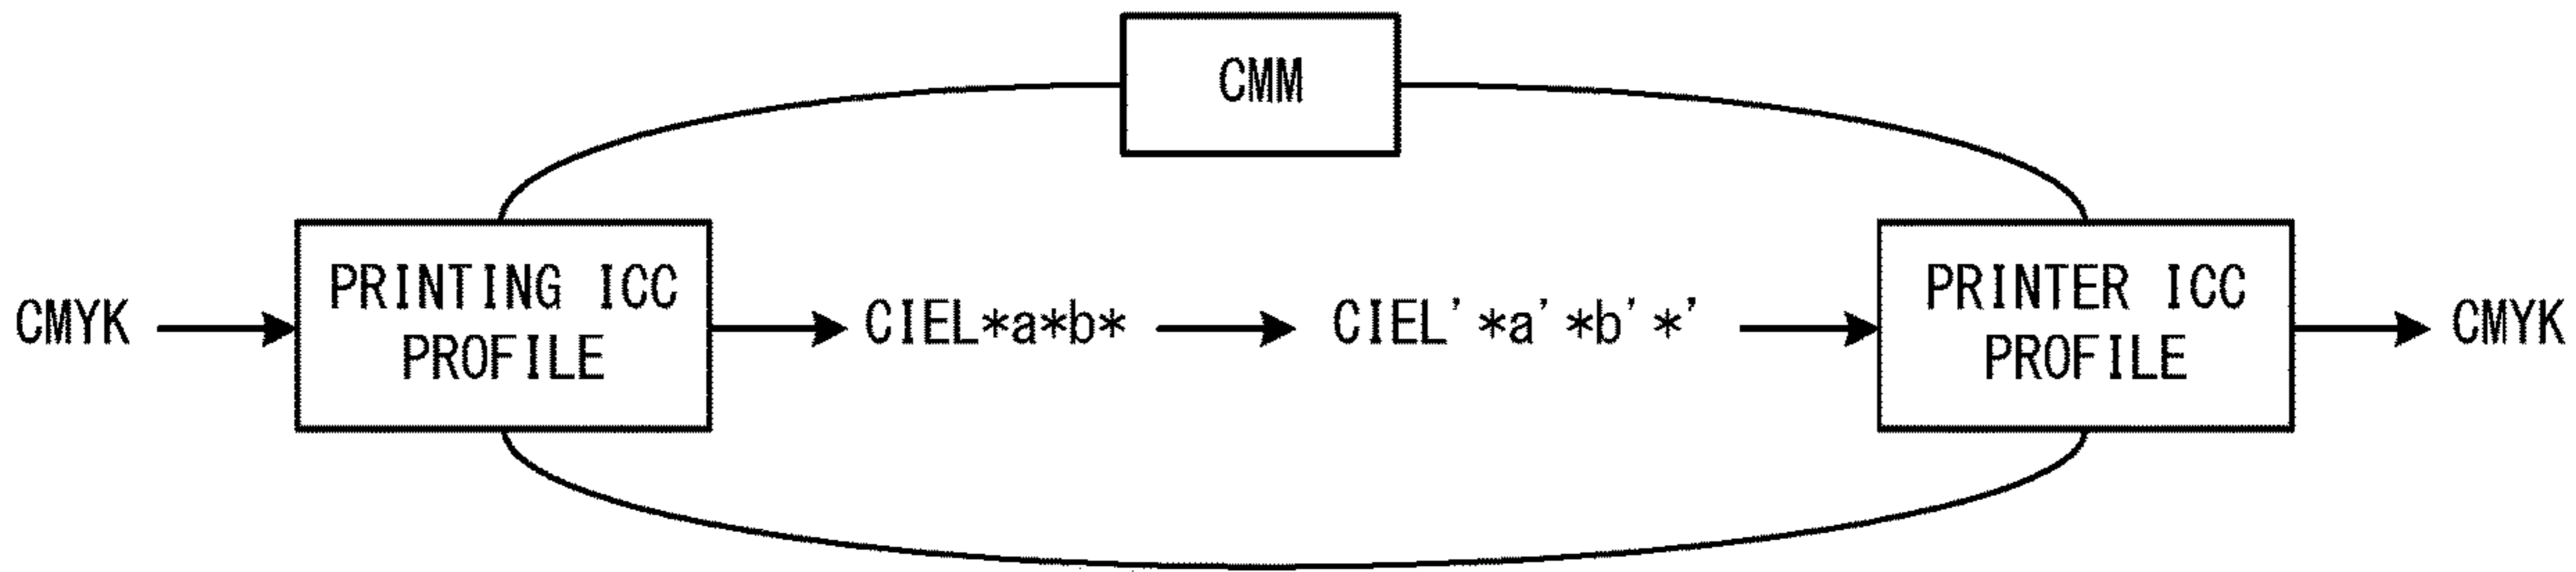 CMM
CMYK
PRINTING ICC
PROFILE
CIEL*a*b*
CIEL'*a'*b'*'
PRINTER ICC
PROFILE
CMYK